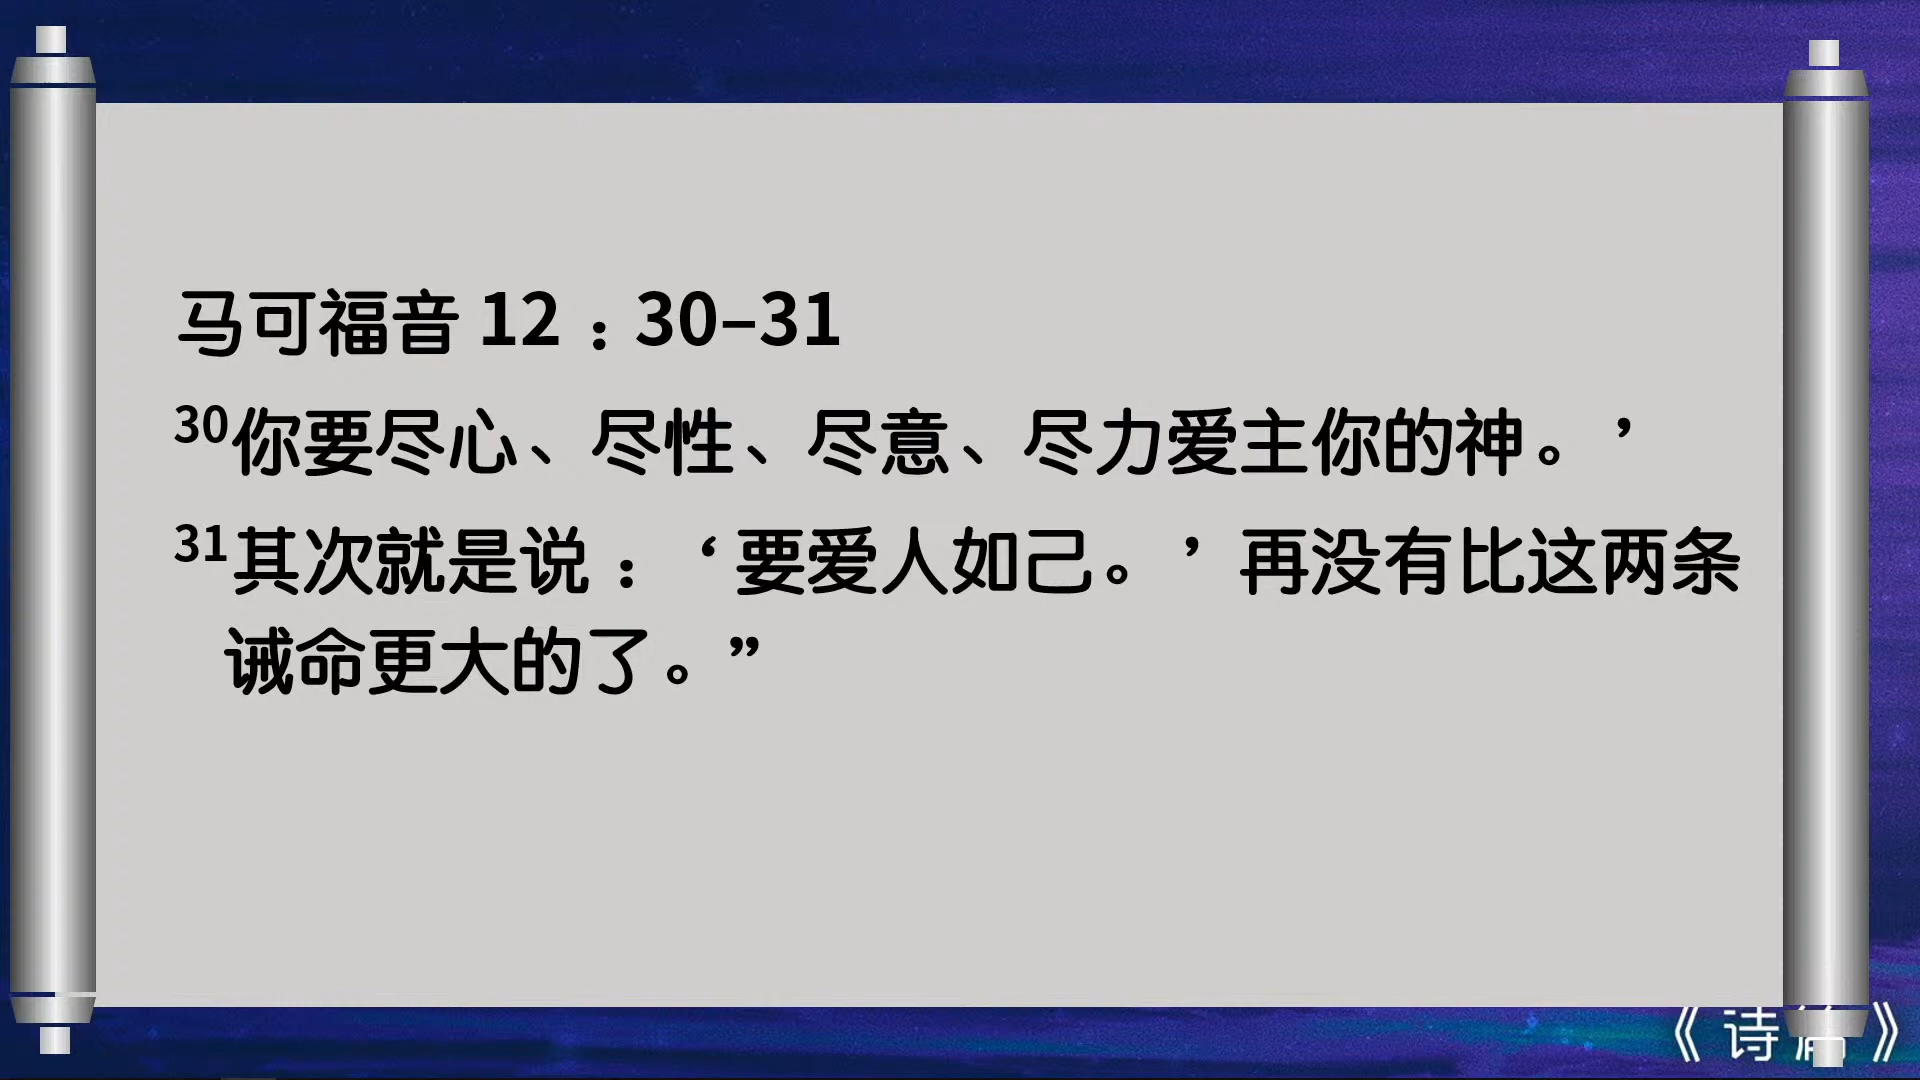 马可福音 12：30–31
30你要尽心、尽性、尽意、尽力爱主你的神。’
31其次就是说：‘要爱人如己。’再没有比这两条
诫命更大的了。”
《诗篇》